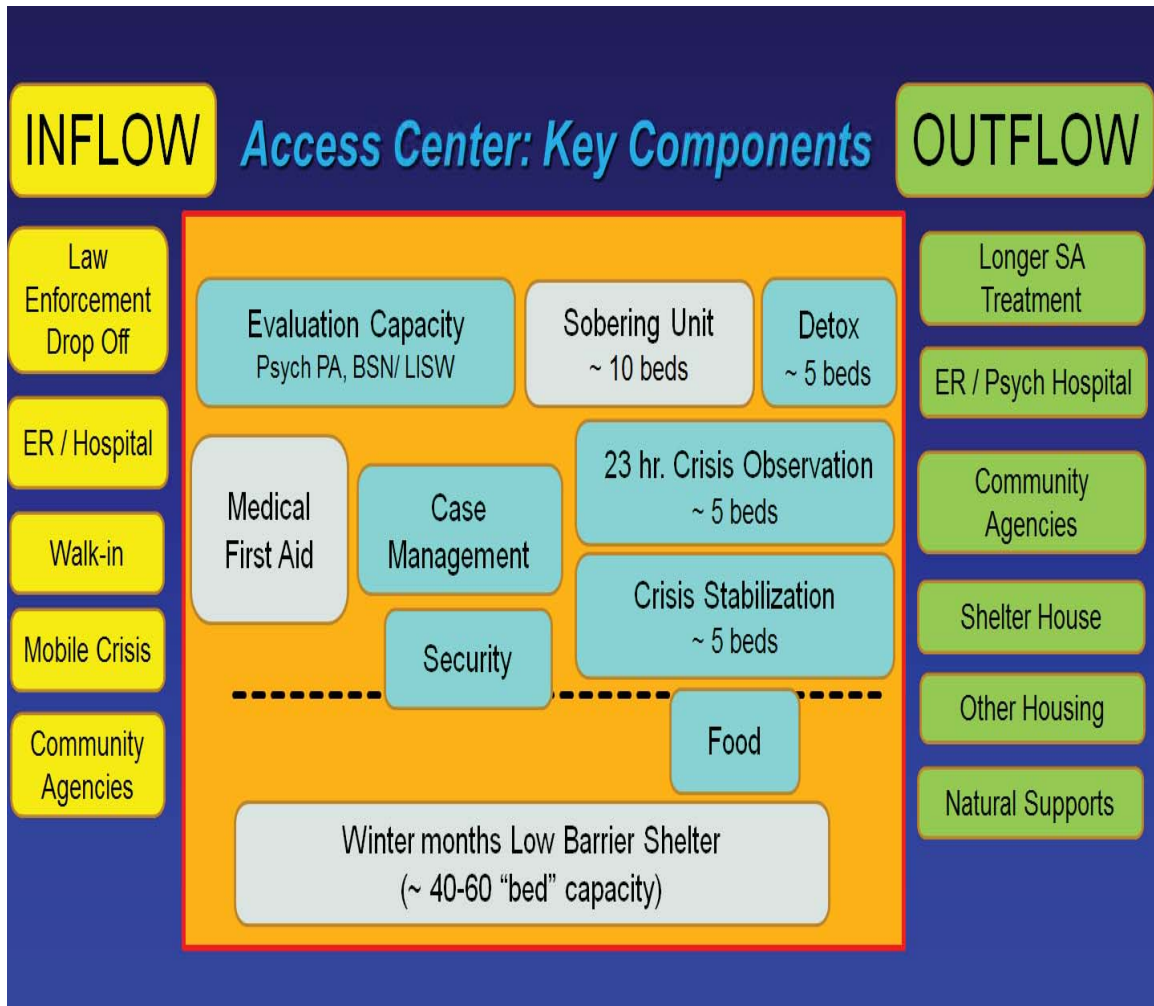 INFLOW
Access Center: Key Components
OUTFLOW
Law
Enforcement
Drop Off
ER / Hospital
Walk-in
Mobile Crisis
Community
Agencies
Evaluation Capacity
Psych PA, BSN/ LISW
Sobering Unit
~ 10 beds
Detox
~ 5 beds
Medical
First Aid
Case
Management
23 hr. Crisis Observation
~ 5 beds
Crisis Stabilization
~ 5 beds
Security
Food
Winter months Low Barrier Shelter
(~ 40-60 “bed” capacity)
Longer SA
Treatment
ER / Psych Hospital
Community
Agencies
Shelter House
Other Housing
Natural Supports